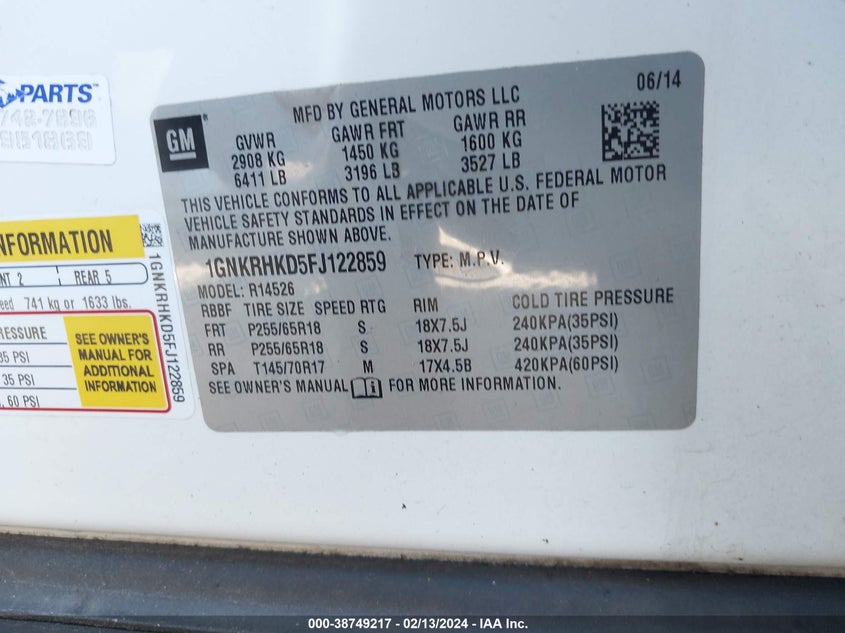 PARTS™
06/14
MFD BY GENERAL MOTORS LLC
GM
GVWR GAWR FRT GAWR RR
2908 KG 1450 KG 1600 KG
6411 LB 3196 LB 3527 LB
THIS VEHICLE CONFORMS TO ALL APPLICABLE U.S. FEDERAL MOTOR
VEHICLE SAFETY STANDARDS IN EFFECT ON THE DATE OF
MANUFACTURE SHOWN ABOVE.
1GNKRHKD5FJ122859 TYPE: M.P.V.
MODEL: R14526
RBBF TIRE SIZE SPEED RTG RIM COLD TIRE PRESSURE
FRT P255/65R18 S 18X7.5J 240KPA(35PSI)
RR P255/65R18 S 18X7.5J 240KPA(35PSI)
SPA T145/70R17 M 17X4.5B 420KPA(60PSI)
SEE OWNER'S MANUAL i FOR MORE INFORMATION.
NFORMATION
NT 2 REAR 5
eed 741 kg or 1633 lbs.
RESSURE
35 PSI
35 PSI
, 60 PSI
SEE OWNER'S
MANUAL FOR
ADDITIONAL
INFORMATION
1GNKRHKD5FJ122859
000-38749217 - 02/13/2024 - IAA, Inc.